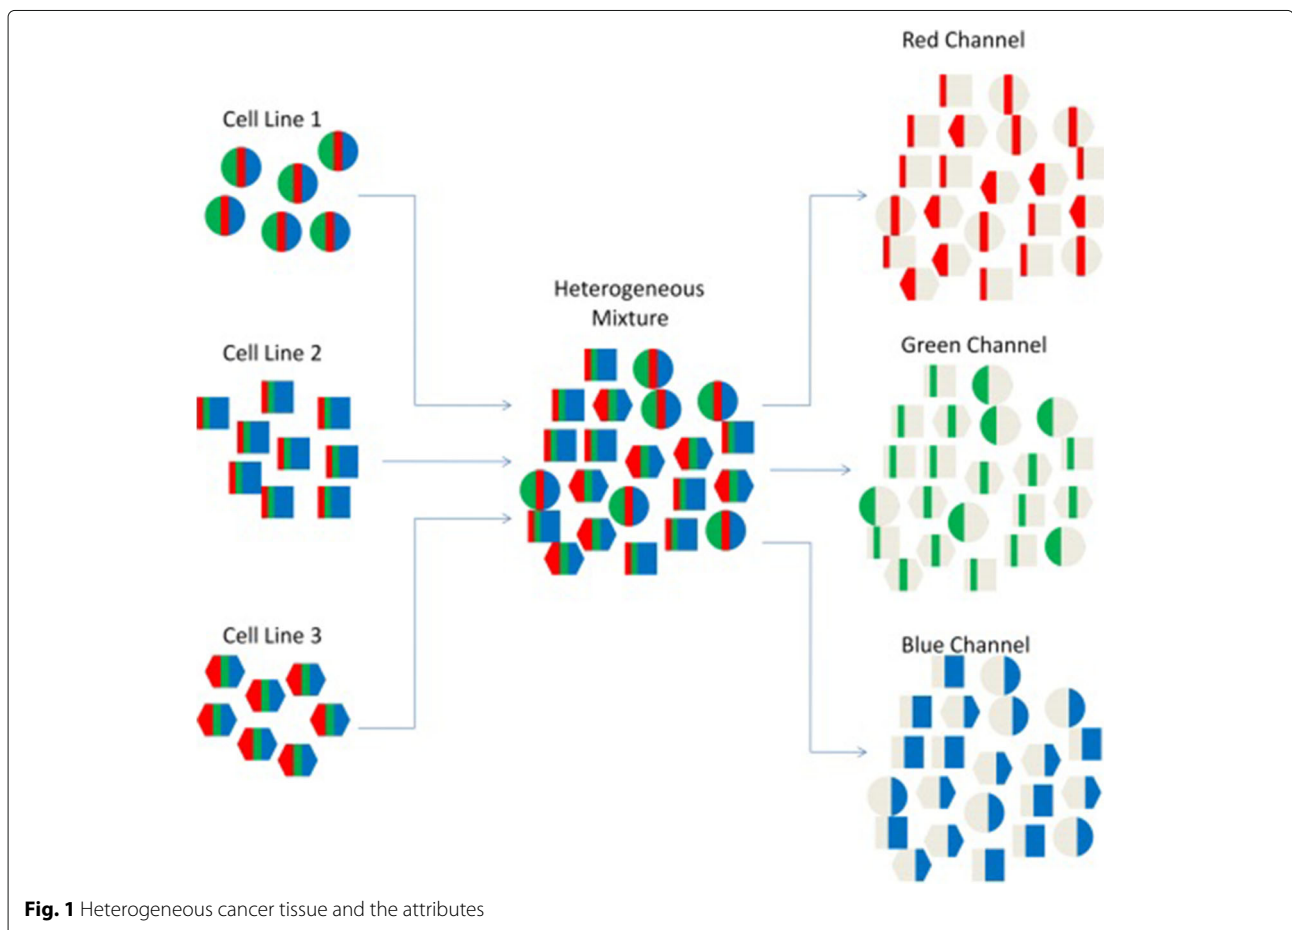 Red Channel
Cell Line 1
Heterogeneous
Mixture
Cell Line 2
Green Channel
Cell Line 3
Blue Channel
Fig. 1 Heterogeneous cancer tissue and the attributes